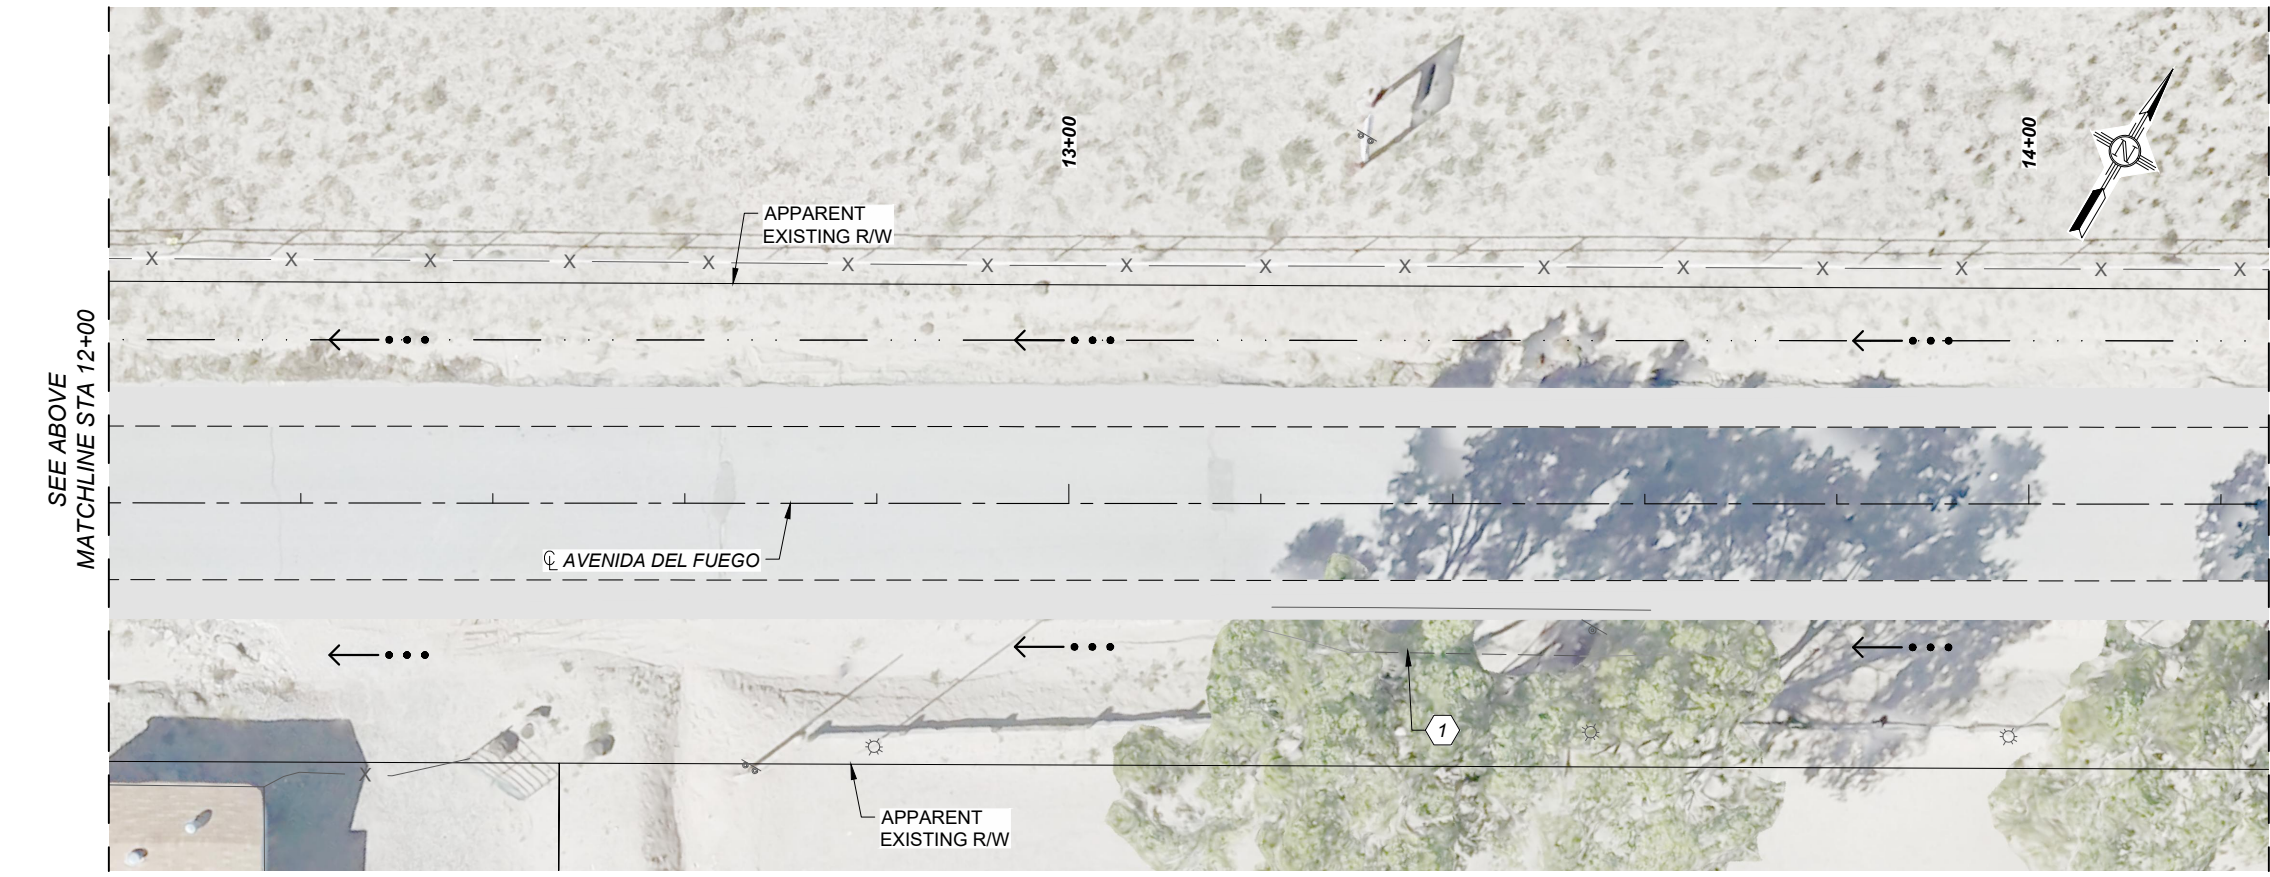 13+00
14+00
N
APPARENT
EXISTING R/W
X X X X X X X X X X X X X X X X
SEE ABOVE
MATCHLINE STA 12+00
℄ AVENIDA DEL FUEGO
1
X
APPARENT
EXISTING R/W